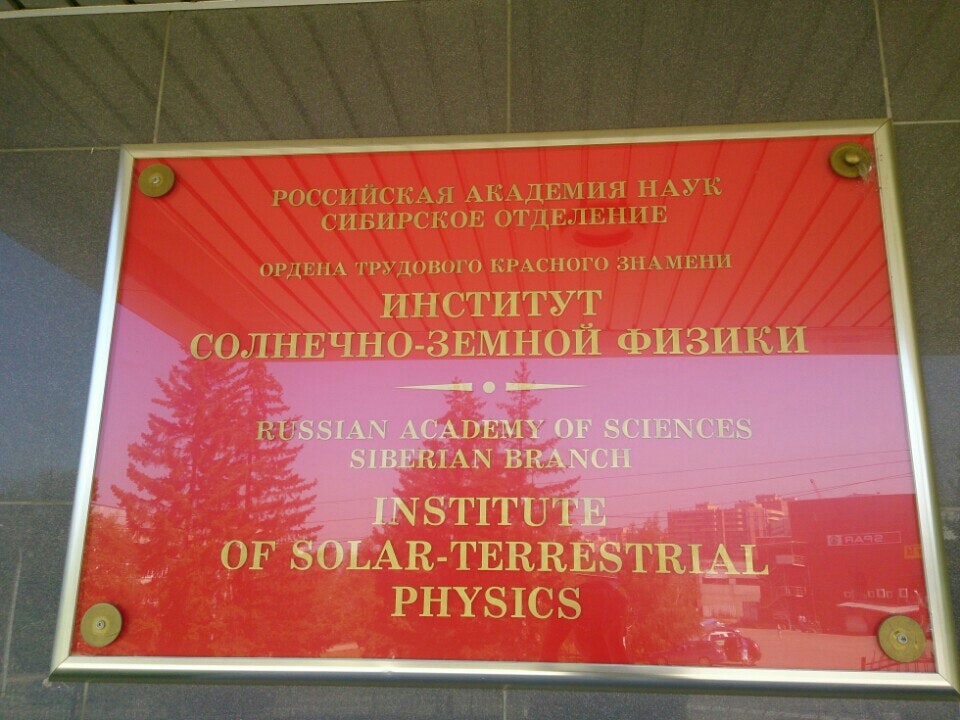 РОССИЙСКАЯ АКАДЕМИЯ НАУК
СИБИРСКОЕ ОТДЕЛЕНИЕ
ОРДЕНА ТРУДОВОГО КРАСНОГО ЗНАМЕНИ
ИНСТИТУТ
СОЛНЕЧНО-ЗЕМНОЙ ФИЗИКИ
RUSSIAN ACADEMY OF SCIENCES
SIBERIAN BRANCH
INSTITUTE
OF SOLAR-TERRESTRIAL
PHYSICS
SPAR